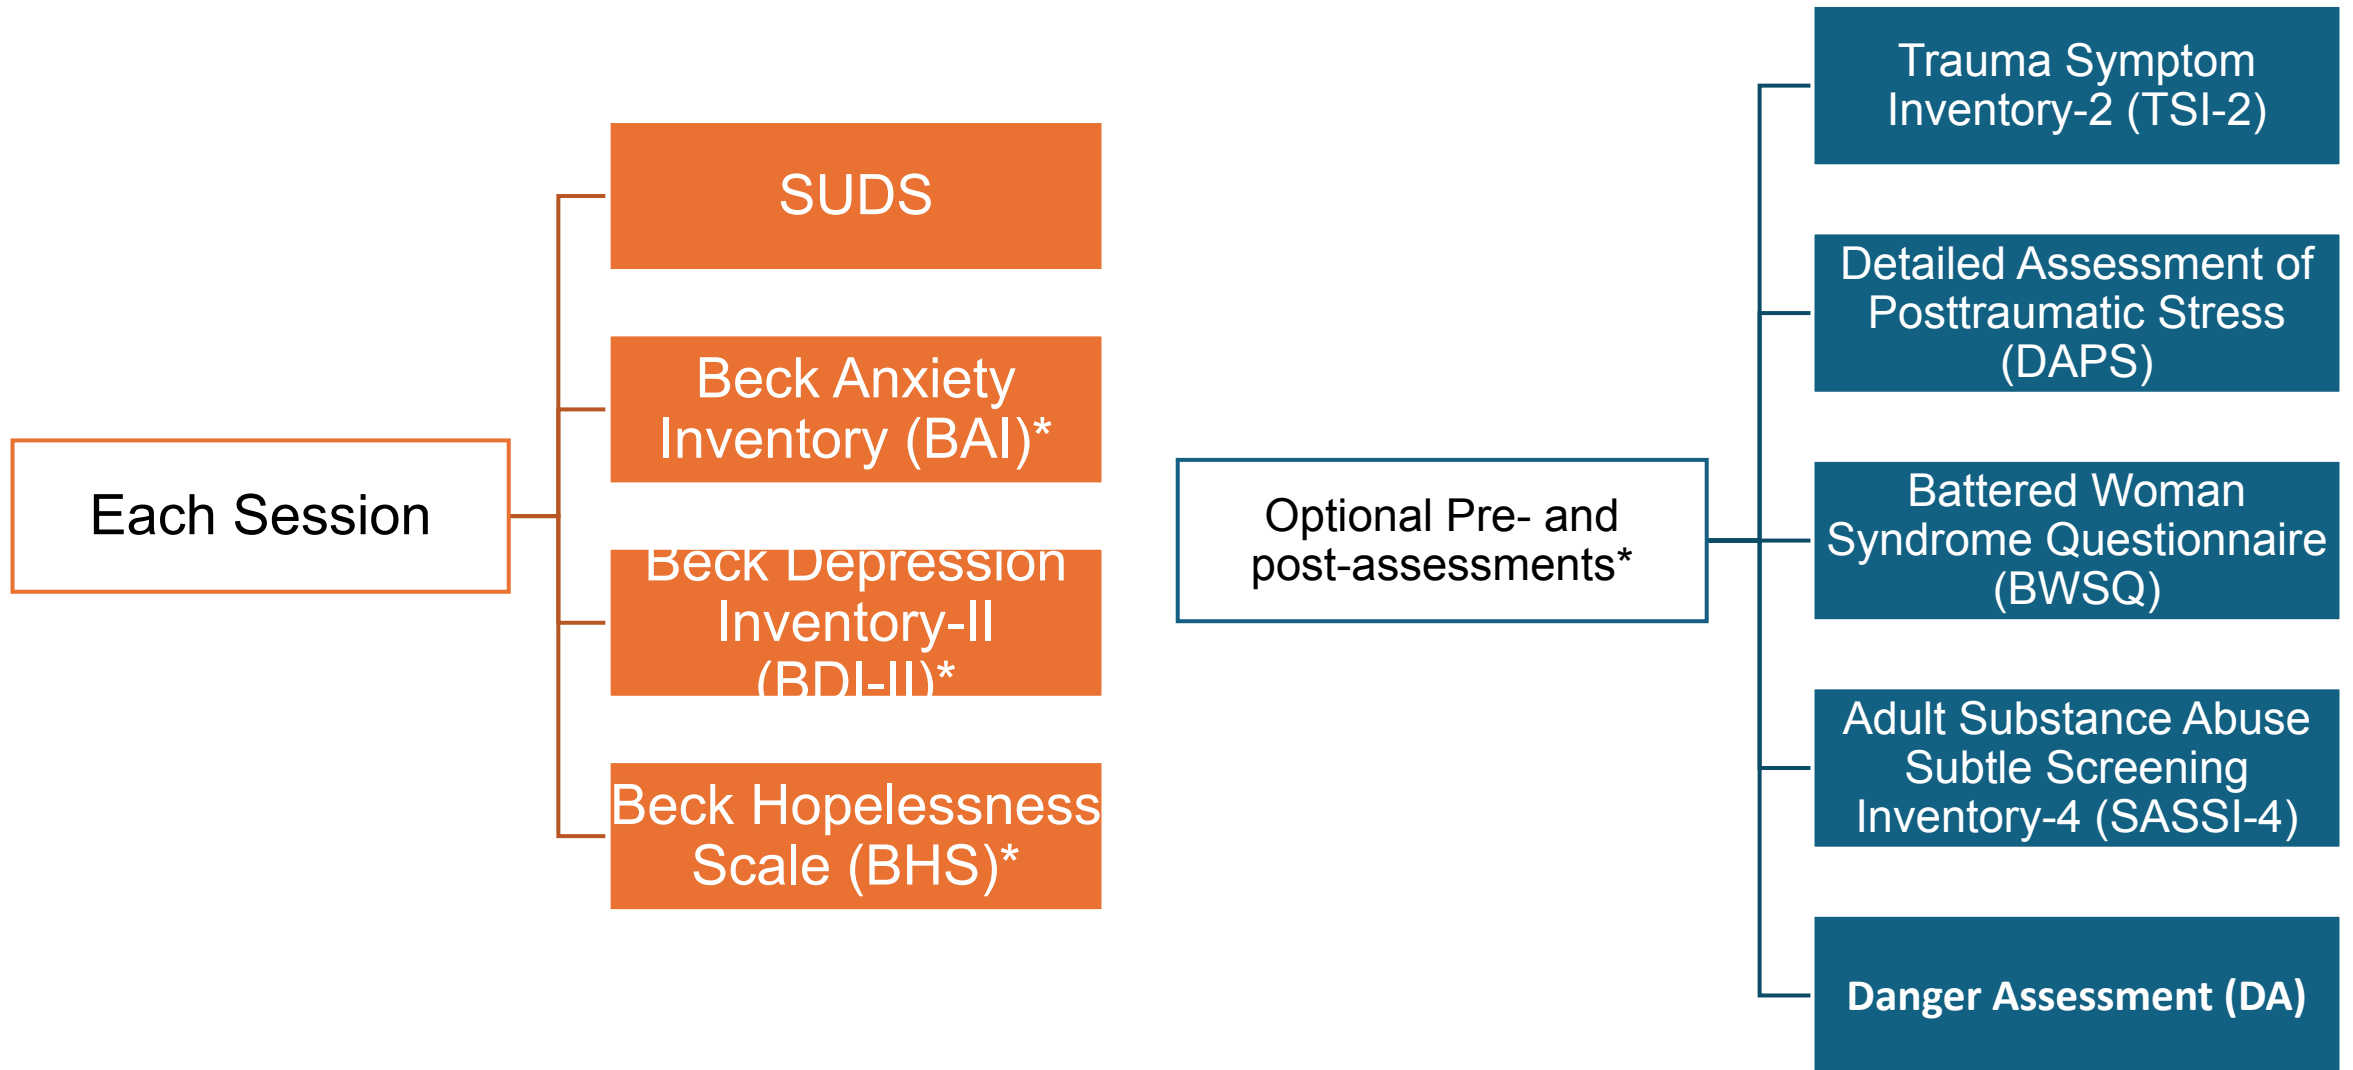 Each Session
SUDS
Beck Anxiety
Inventory (BAI)*
Beck Depression
Inventory-II
(BDI-II)*
Beck Hopelessness
Scale (BHS)*
Optional Pre- and
post-assessments*
Trauma Symptom
Inventory-2 (TSI-2)
Detailed Assessment of
Posttraumatic Stress
(DAPS)
Battered Woman
Syndrome Questionnaire
(BWSQ)
Adult Substance Abuse
Subtle Screening
Inventory-4 (SASSI-4)
Danger Assessment (DA)